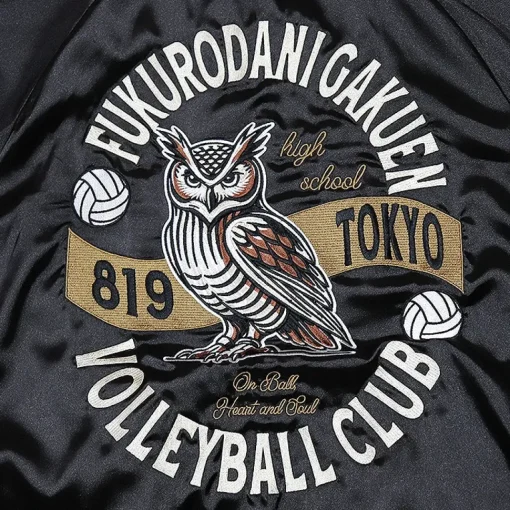 FUKURODANI GAKUEN
high
school
TOKYO
819
On Ball,
Heart and Soul
VOLLEYBALL CLUB